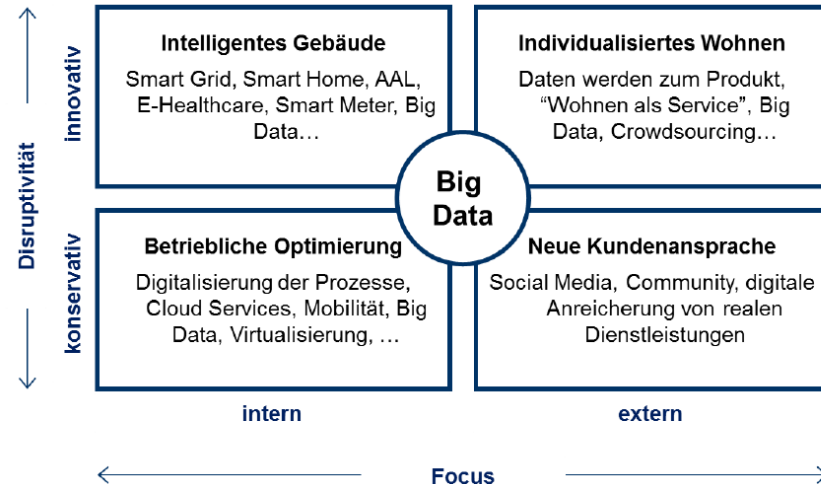 Disruptivität
innovativ
konservativ
Intelligentes Gebäude
Smart Grid, Smart Home, AAL,
E-Healthcare, Smart Meter, Big
Data…
Individualisiertes Wohnen
Daten werden zum Produkt,
“Wohnen als Service”, Big
Data, Crowdsourcing…
Big
Data
Betriebliche Optimierung
Digitalisierung der Prozesse,
Cloud Services, Mobilität, Big
Data, Virtualisierung, …
Neue Kundenansprache
Social Media, Community, digitale
Anreicherung von realen
Dienstleistungen
intern
extern
Focus